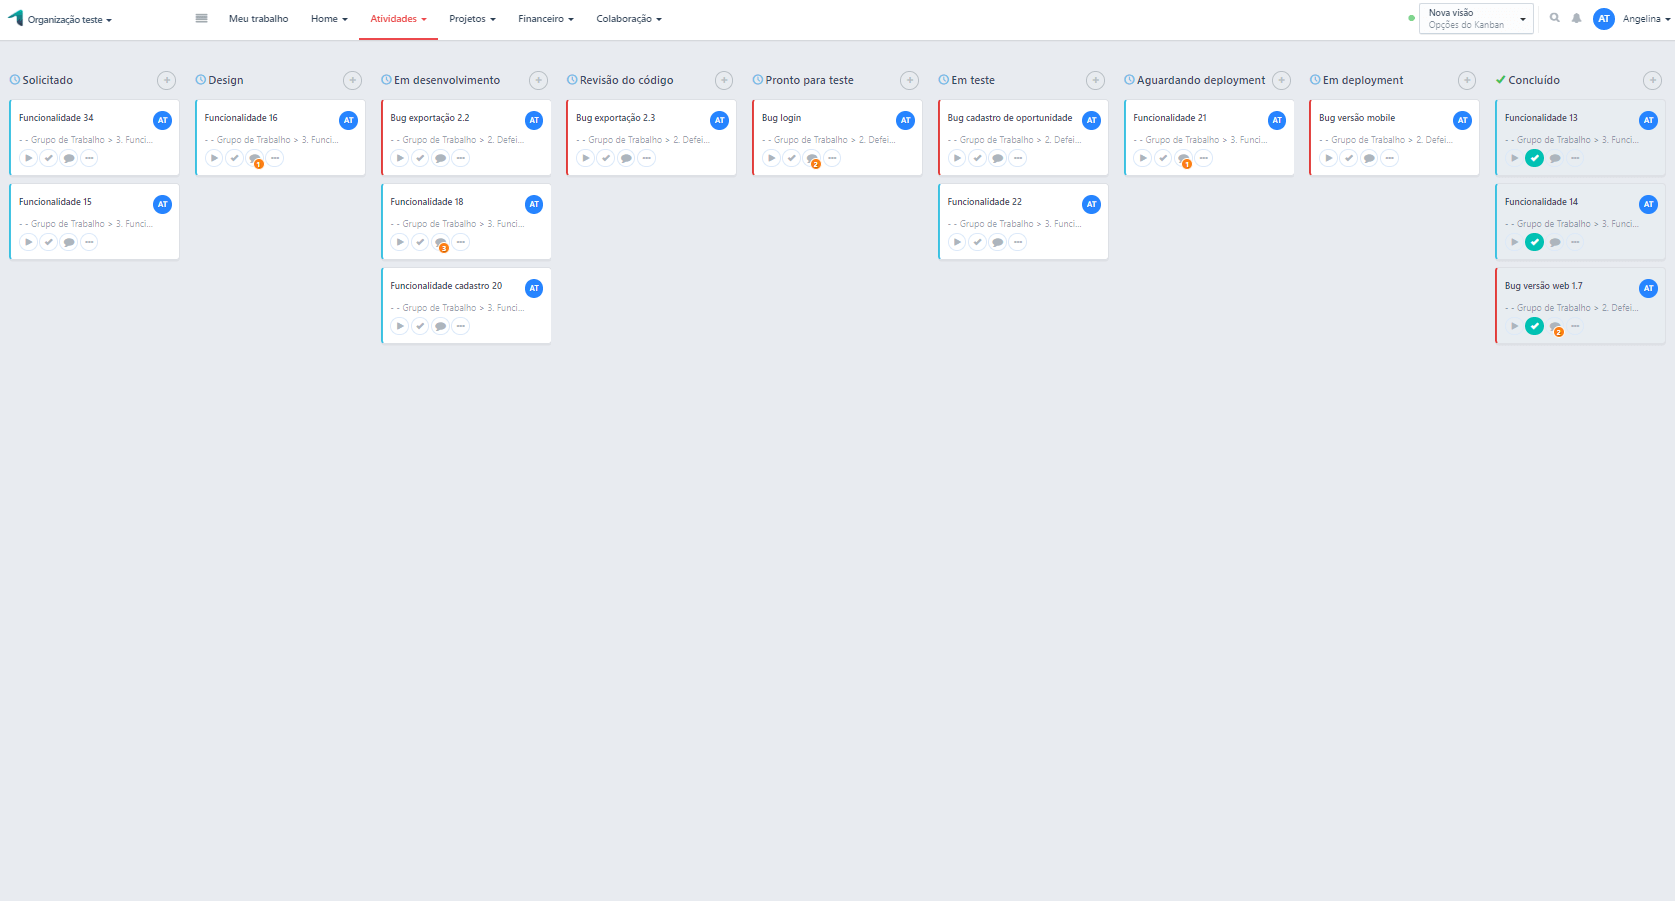 Organização teste
Meu trabalho
Home
Atividades
Projetos
Financeiro
Colaboração
Nova visão
Opções do Kanban
AT
Angelina
Solicitado
Funcionalidade 34
AT
- - Grupo de Trabalho > 3. Funci...
Funcionalidade 15
AT
- - Grupo de Trabalho > 3. Funci...
Design
Funcionalidade 16
AT
- - Grupo de Trabalho > 3. Funci...
1
Em desenvolvimento
Bug exportação 2.2
AT
- - Grupo de Trabalho > 2. Defei...
Funcionalidade 18
AT
- - Grupo de Trabalho > 3. Funci...
3
Funcionalidade cadastro 20
AT
- - Grupo de Trabalho > 3. Funci...
Revisão do código
Bug exportação 2.3
AT
- - Grupo de Trabalho > 2. Defei...
Pronto para teste
Bug login
AT
- - Grupo de Trabalho > 2. Defei...
2
Em teste
Bug cadastro de oportunidade
AT
- - Grupo de Trabalho > 2. Defei...
Funcionalidade 22
AT
- - Grupo de Trabalho > 3. Funci...
Aguardando deployment
Funcionalidade 21
AT
- - Grupo de Trabalho > 3. Funci...
1
Em deployment
Bug versão mobile
AT
- - Grupo de Trabalho > 2. Defei...
Concluído
Funcionalidade 13
AT
- - Grupo de Trabalho > 3. Funci...
Funcionalidade 14
AT
- - Grupo de Trabalho > 3. Funci...
Bug versão web 1.7
AT
- - Grupo de Trabalho > 2. Defei...
2